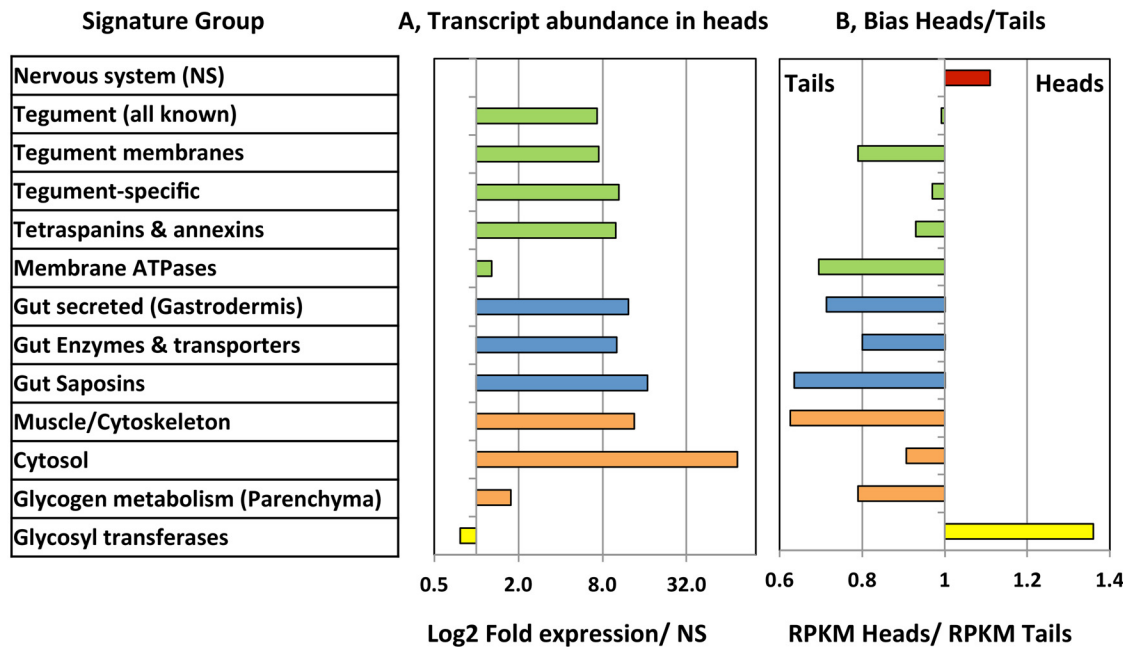 Signature Group
A, Transcript abundance in heads
B, Bias Heads/Tails
Nervous system (NS)
Tegument (all known)
Tegument membranes
Tegument-specific
Tetraspanins & annexins
Membrane ATPases
Gut secreted (Gastrodermis)
Gut Enzymes & transporters
Gut Saposins
Muscle/Cytoskeleton
Cytosol
Glycogen metabolism (Parenchyma)
Glycosyl transferases
0.5 2.0 8.0 32.0
Log2 Fold expression/ NS
Tails Heads
0.6 0.8 1 1.2 1.4
RPKM Heads/ RPKM Tails